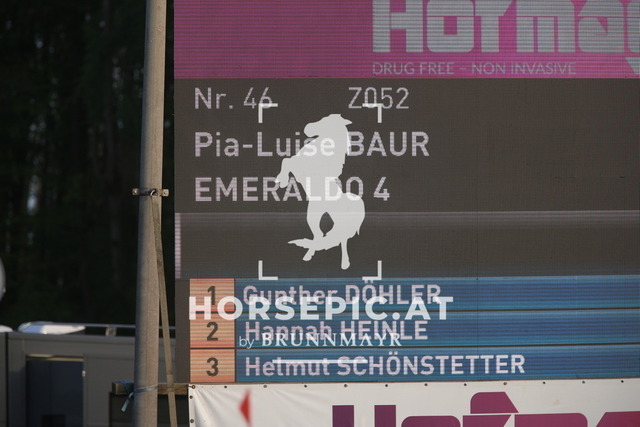 DRUG FREE - NON INVASIVE
Nr. 46 Z052
Pia-Luise BAUR
EMERALDO 4
1 Gunther DÖHLER
HORSEPIC.AT
2 Hannah HEINLE
by BRUNNMAYR
3 Helmut SCHÖNSTETTER